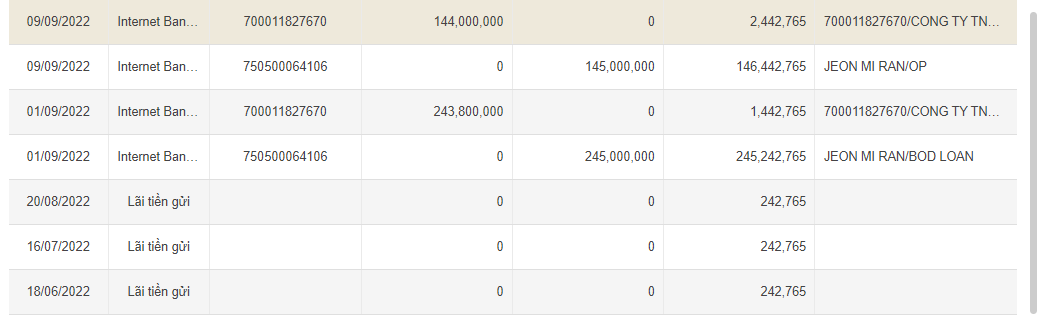 09/09/2022 Internet Ban... 700011827670 144,000,000 0 2,442,765 700011827670/CONG TY TN...
09/09/2022 Internet Ban... 750500064106 0 145,000,000 146,442,765 JEON MI RAN/OP
01/09/2022 Internet Ban... 700011827670 243,800,000 0 1,442,765 700011827670/CONG TY TN...
01/09/2022 Internet Ban... 750500064106 0 245,000,000 245,242,765 JEON MI RAN/BOD LOAN
20/08/2022 Lãi tiền gửi 0 0 242,765
16/07/2022 Lãi tiền gửi 0 0 242,765
18/06/2022 Lãi tiền gửi 0 0 242,765